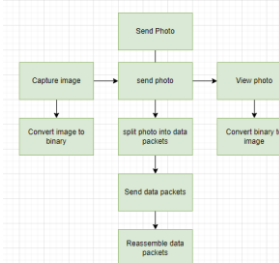 Send Photo
Capture image
send photo
View photo
Convert image to
binary
split photo into data
packets
Convert binary to
image
Send data packets
Reassemble data
packets